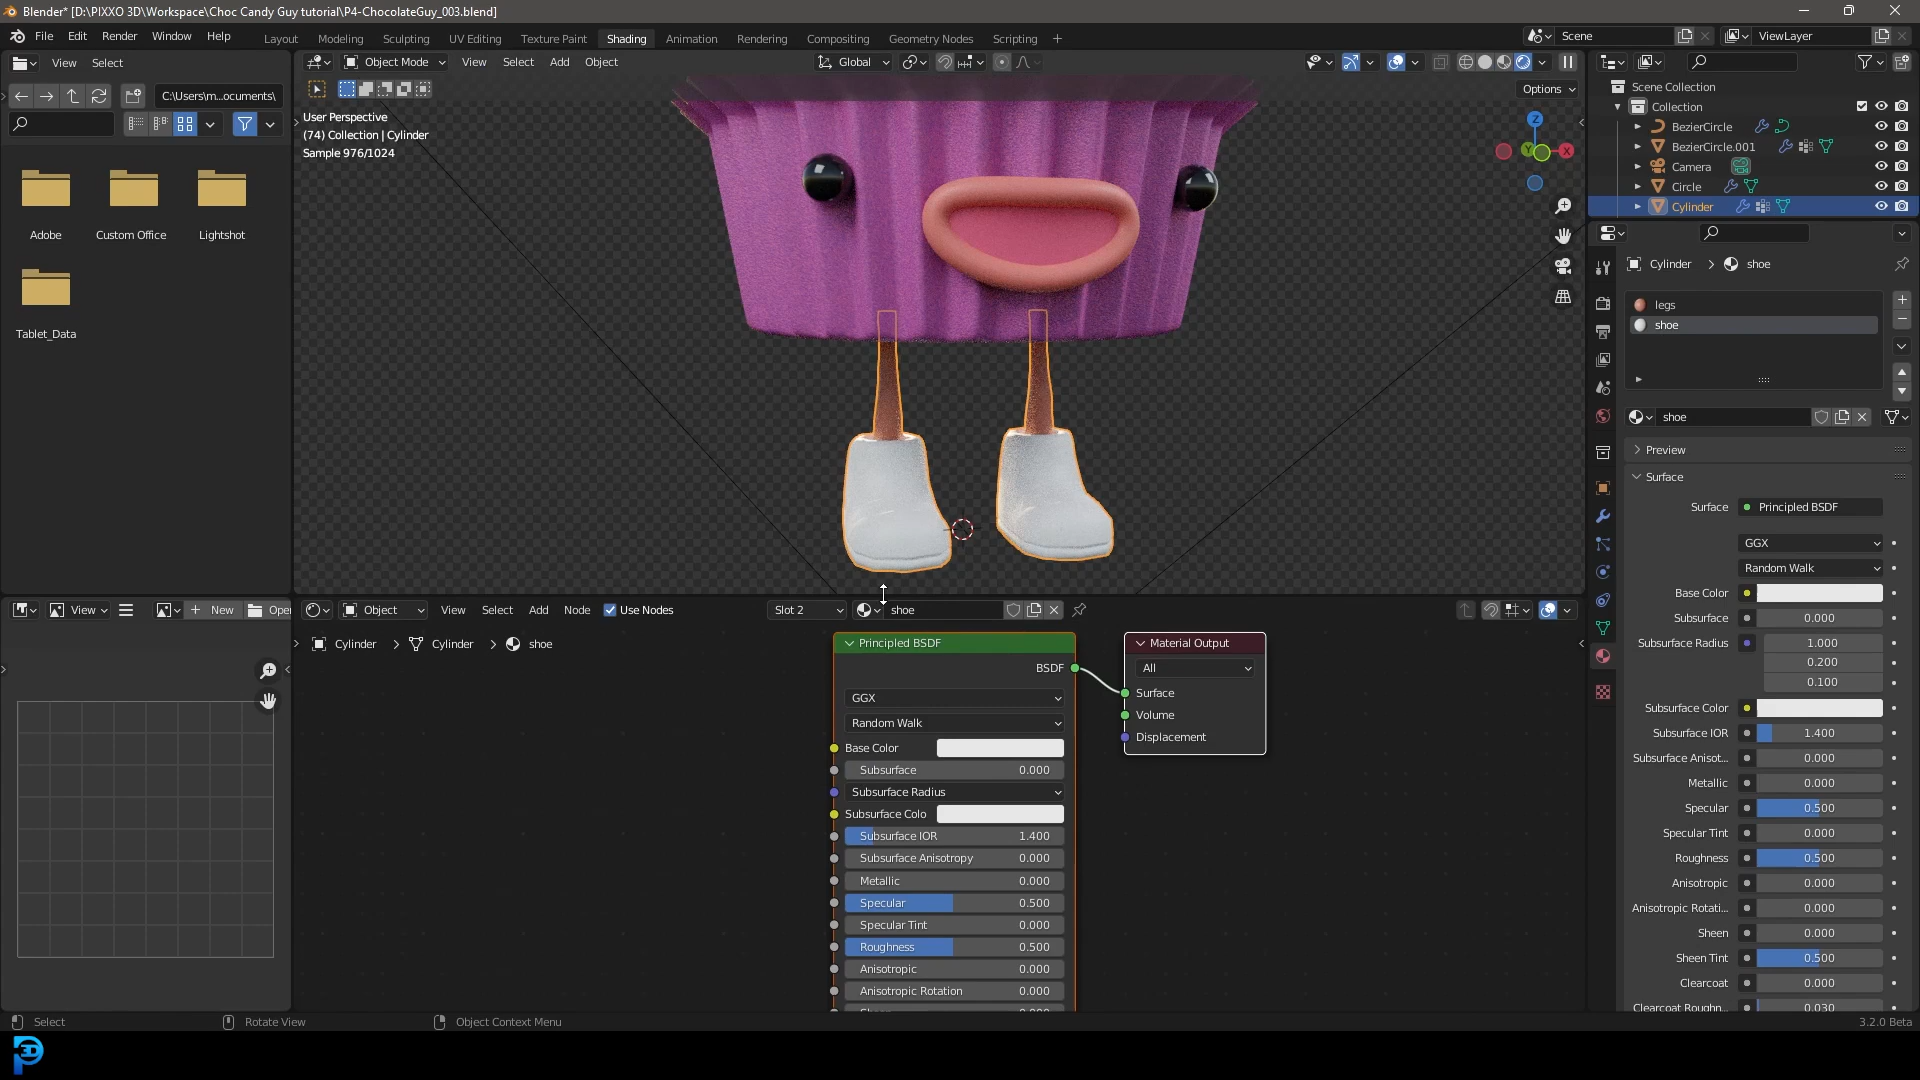 Blender* [D:\PIXXO 3D\Workspace\Choc Candy Guy tutorial\P4-ChocolateGuy_003.blend]
File Edit Render Window Help
Layout Modeling Sculpting UV Editing Texture Paint Shading Animation Rendering Compositing Geometry Nodes Scripting +
Scene
ViewLayer
View Select
C:\Users\m...ocuments\
Adobe
Custom Office
Lightshot
Tablet_Data
Object Mode View Select Add Object
Global
Options
User Perspective
(74) Collection | Cylinder
Sample 976/1024
Z
Y
X
Scene Collection
Collection
BezierCircle
BezierCircle.001
Camera
Circle
Cylinder
Cylinder > shoe
legs
shoe
shoe
Preview
Surface
Surface Principled BSDF
GGX
Random Walk
Base Color
Subsurface 0.000
Subsurface Radius 1.000
0.200
0.100
Subsurface Color
Subsurface IOR 1.400
Subsurface Anisot... 0.000
Metallic 0.000
Specular 0.500
Specular Tint 0.000
Roughness 0.500
Anisotropic 0.000
Anisotropic Rotati... 0.000
Sheen 0.000
Sheen Tint 0.500
Clearcoat 0.000
Clearcoat Roughn... 0.030
View
New
Open
Object View Select Add Node Use Nodes
Slot 2
shoe
Cylinder > Cylinder > shoe
Principled BSDF
BSDF
GGX
Random Walk
Base Color
Subsurface 0.000
Subsurface Radius
Subsurface Colo
Subsurface IOR 1.400
Subsurface Anisotropy 0.000
Metallic 0.000
Specular 0.500
Specular Tint 0.000
Roughness 0.500
Anisotropic 0.000
Anisotropic Rotation 0.000
Material Output
All
Surface
Volume
Displacement
Select
Rotate View
Object Context Menu
3.2.0 Beta